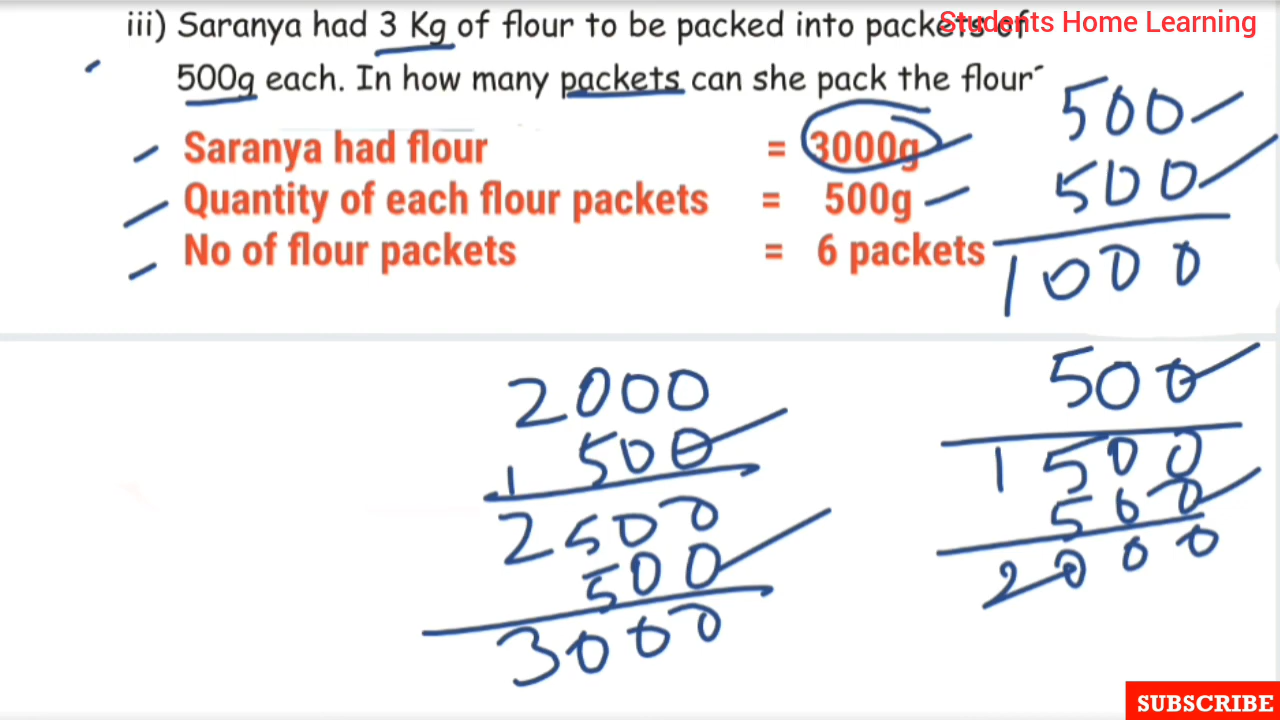 Students Home Learning
iii) Saranya had 3 Kg of flour to be packed into packets of
500g each. In how many packets can she pack the flour
Saranya had flour = 3000g
Quantity of each flour packets = 500g
No of flour packets = 6 packets
500
500
1000
500
1500
500
2000
2000
500
2500
500
3000
SUBSCRIBE